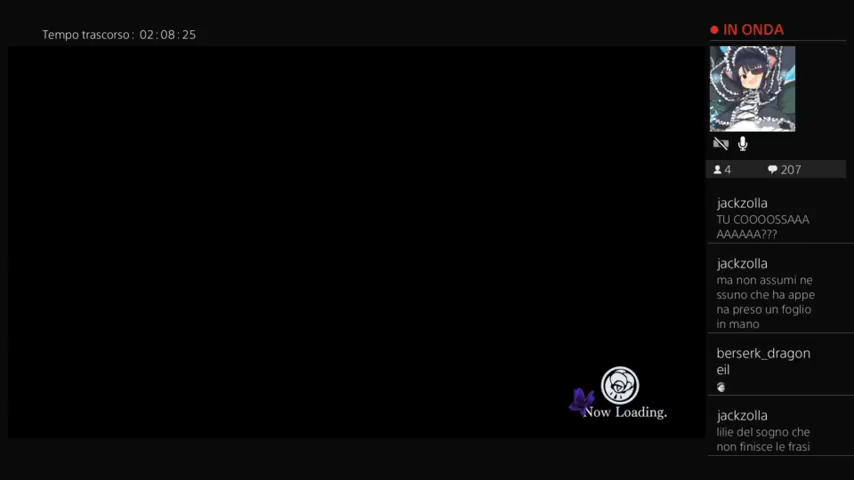 Tempo trascorso: 02:08:25
IN ONDA
4 207
jackzolla
TU COOOOSSAAA
AAAAAA???
jackzolla
ma non assumi ne
ssuno che ha appe
na preso un foglio
in mano
berserk_dragon
eil
jackzolla
lilie del sogno che
non finisce le frasi
Now Loading.